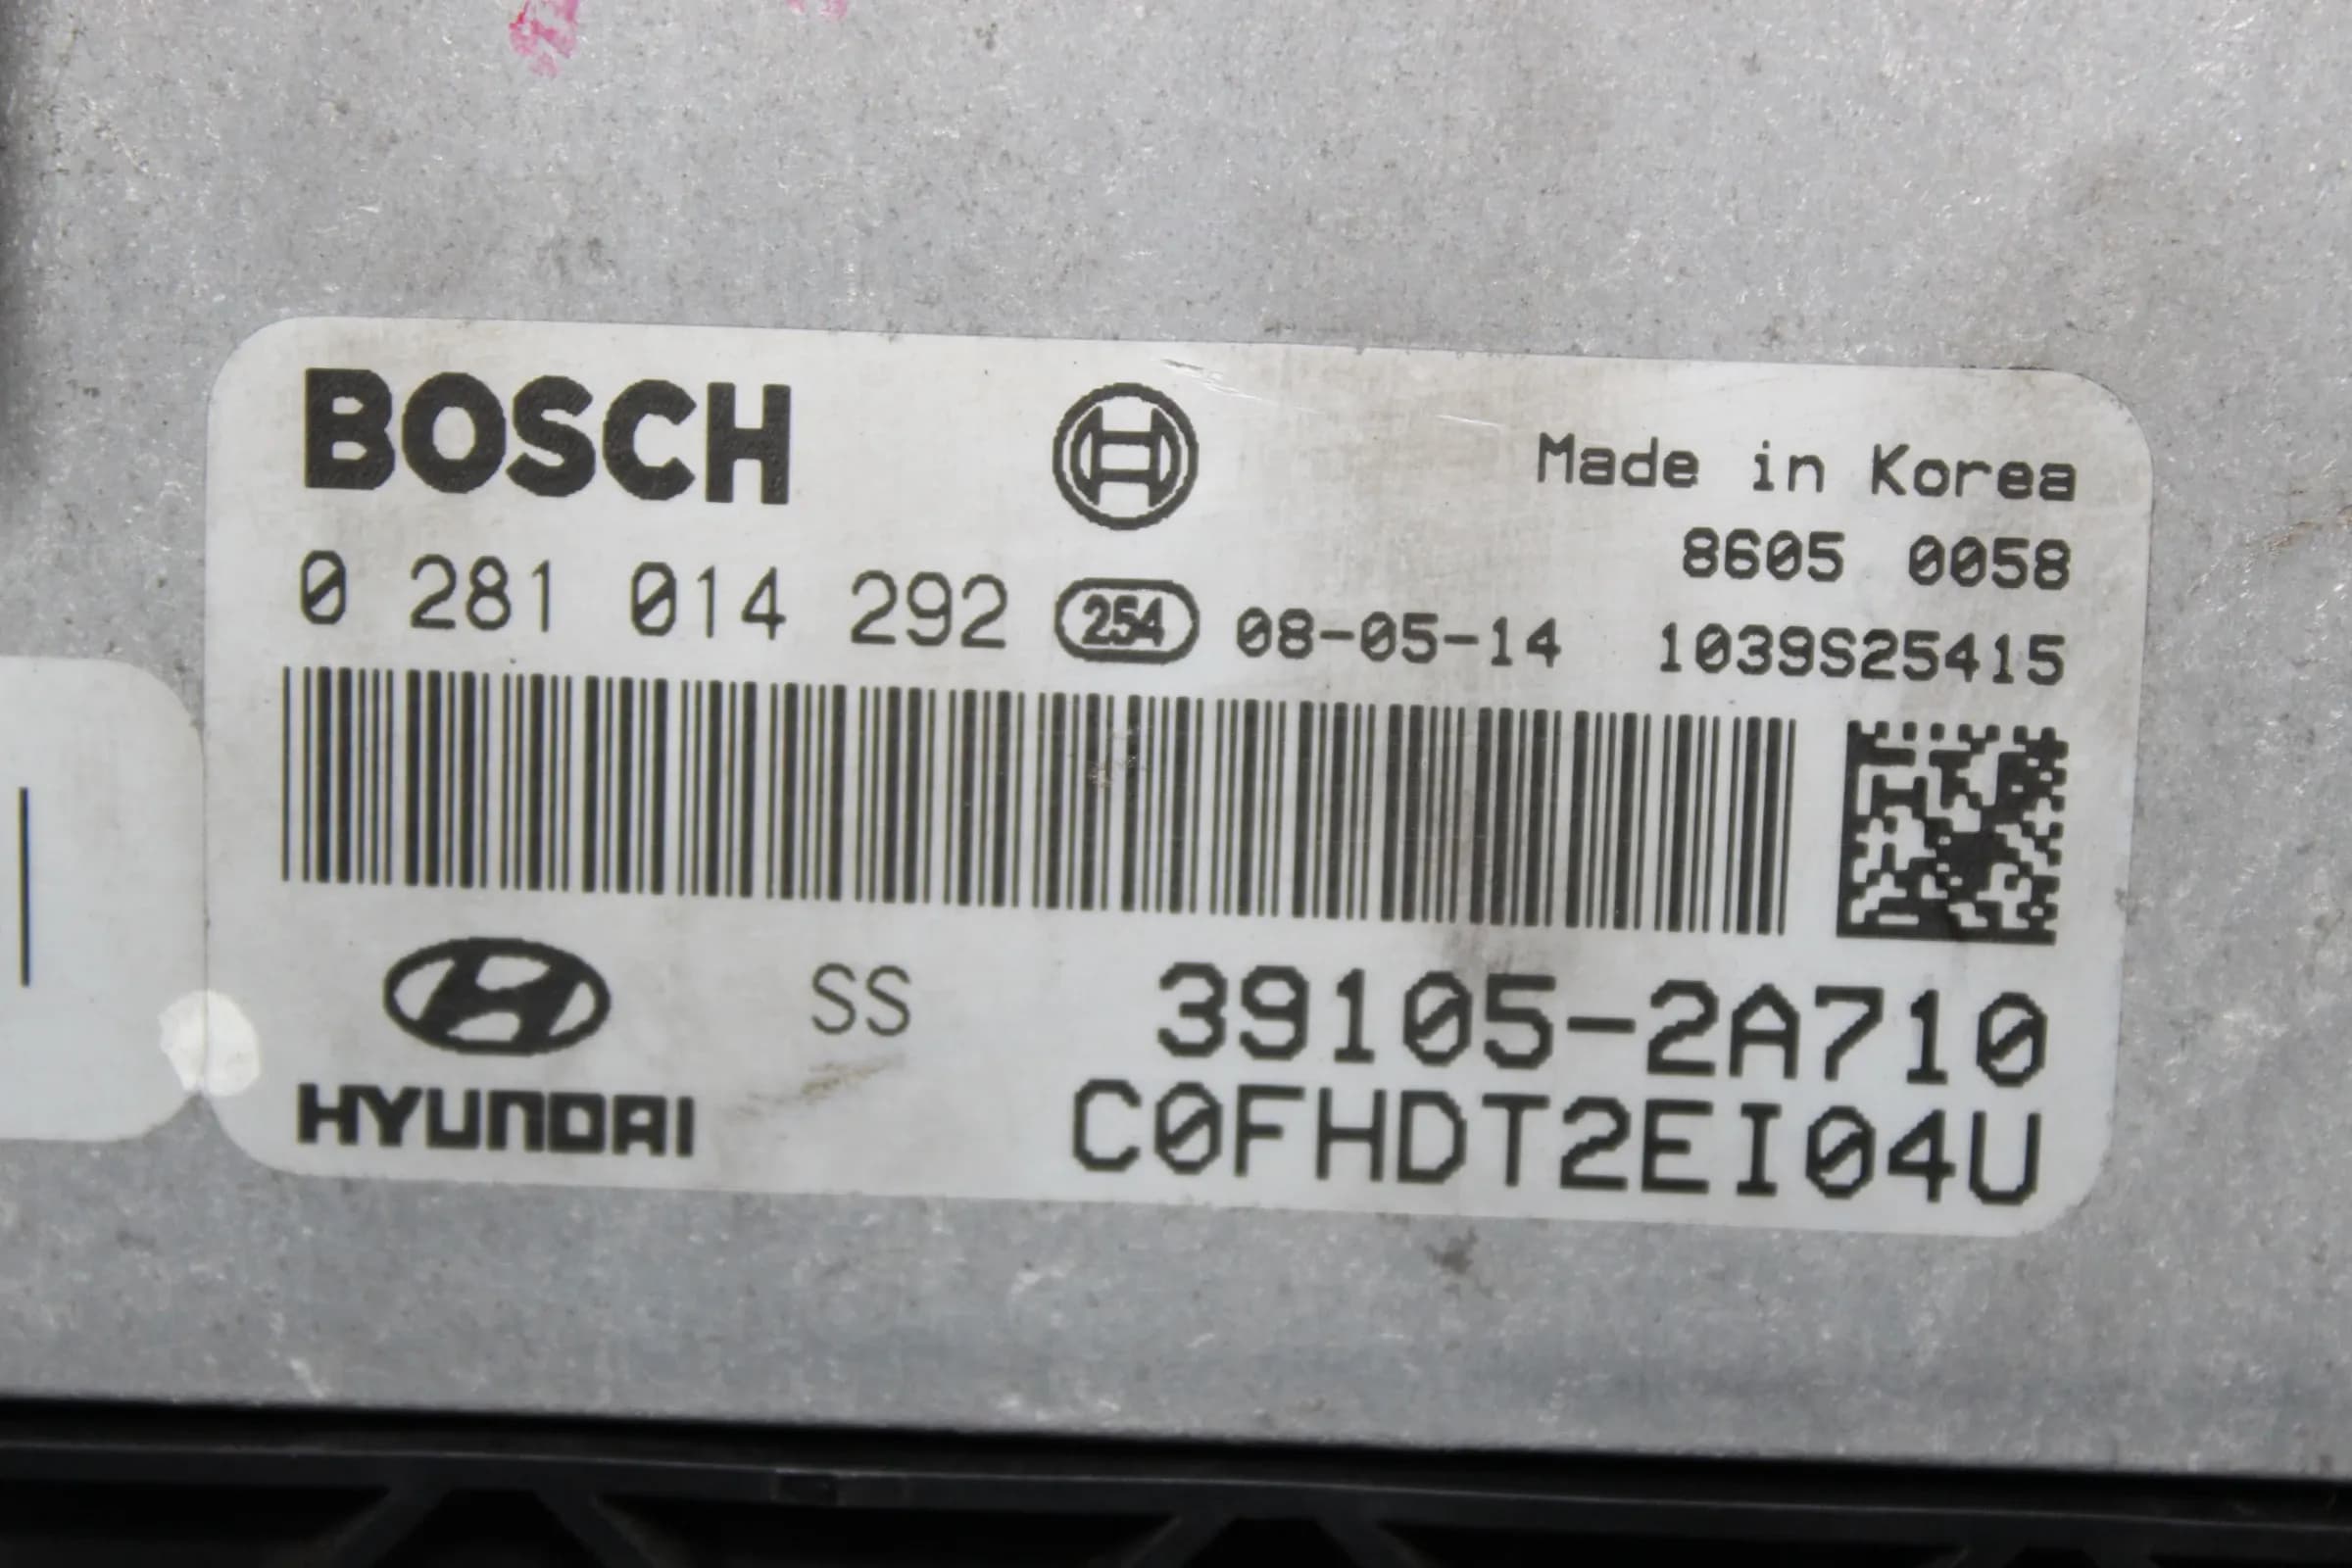 BOSCH
Made in Korea
8605 0058
0 281 014 292 254 08-05-14 1039S25415
SS 39105-2A710
HYUNDAI C0FHDT2EI04U